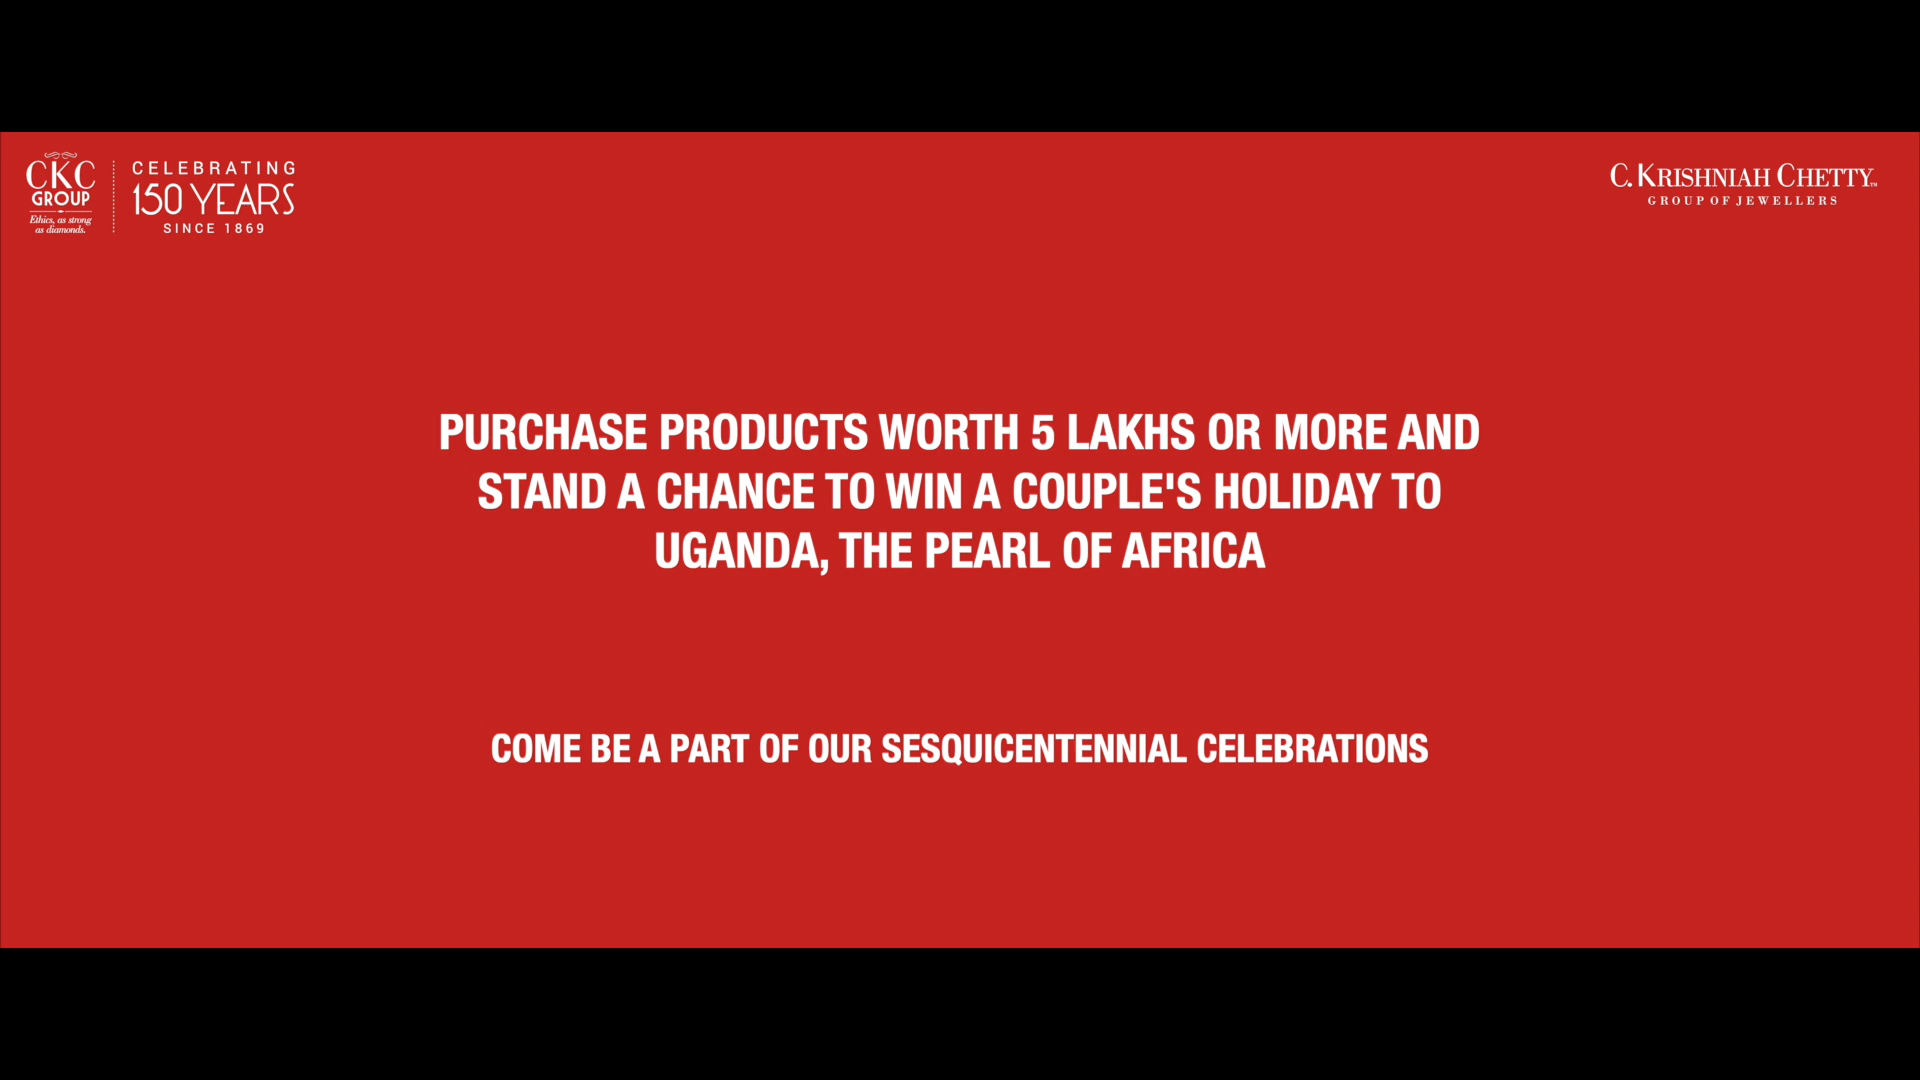 CKC
GROUP
Ethics, as strong
as diamonds.
CELEBRATING
150 YEARS
SINCE 1869
C. KRISHNIAH CHETTY™
GROUP OF JEWELLERS
PURCHASE PRODUCTS WORTH 5 LAKHS OR MORE AND
STAND A CHANCE TO WIN A COUPLE'S HOLIDAY TO
UGANDA, THE PEARL OF AFRICA
COME BE A PART OF OUR SESQUICENTENNIAL CELEBRATIONS